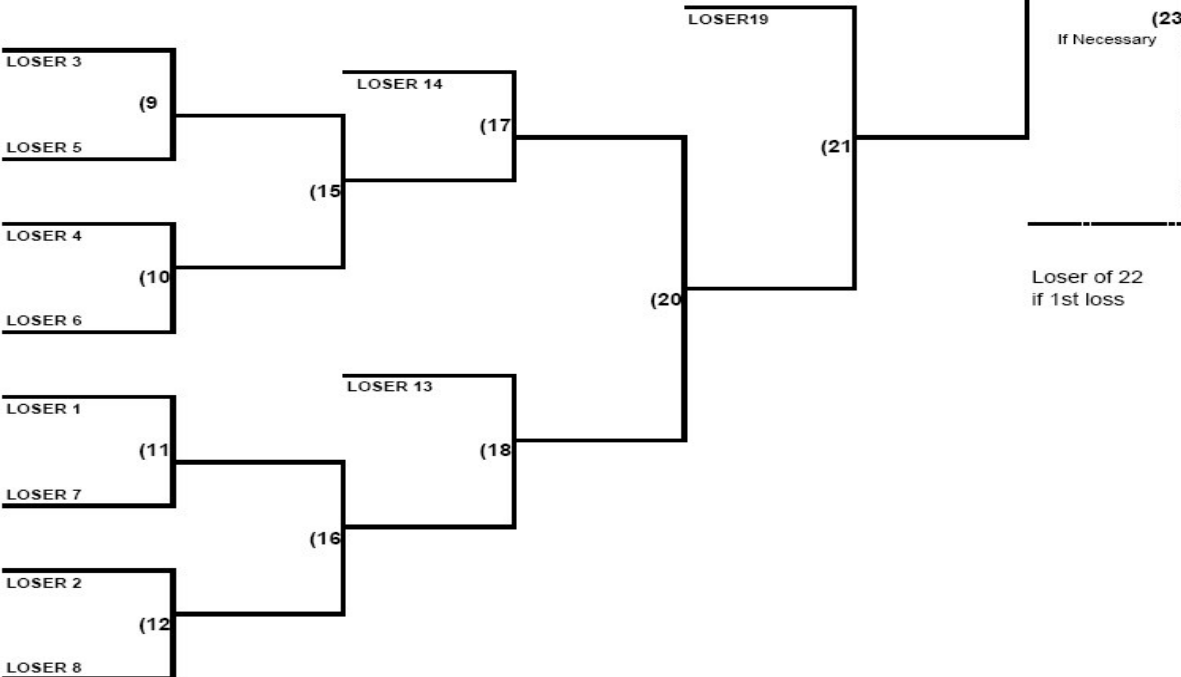 LOSER19
(23
If Necessary
LOSER 3
LOSER 14
(9
(17
LOSER 5
(21
(15
LOSER 4
(10
Loser of 22
if 1st loss
(20
LOSER 6
LOSER 13
LOSER 1
(11
(18
LOSER 7
(16
LOSER 2
(12
LOSER 8